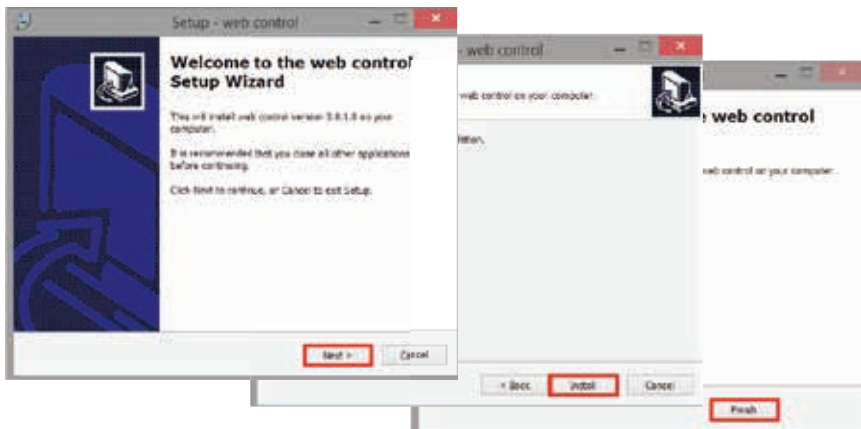 Setup - web control
Welcome to the web control
Setup Wizard
This will install web control version 3.0.1.8 on your
computer.
It is recommended that you close all other applications
before continuing.
Click Next to continue, or Cancel to exit Setup.
Next >
Cancel
- web control
web control on your computer.
lation.
< Back
Install
Cancel
web control
web control on your computer.
Finish